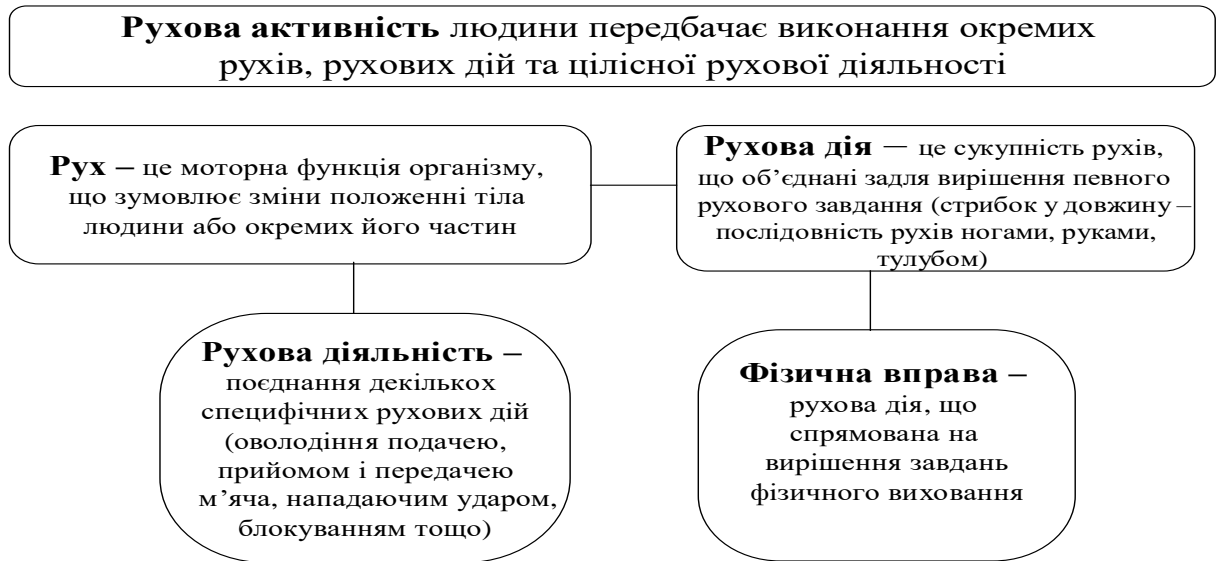 Рухова активність людини передбачає виконання окремих
рухів, рухових дій та цілісної рухової діяльності
Рух – це моторна функція організму,
що зумовлює зміни положенні тіла
людини або окремих його частин
Рухова дія — це сукупність рухів,
що об’єднані задля вирішення певного
рухового завдання (стрибок у довжину –
послідовність рухів ногами, руками,
тулубом)
Рухова діяльність –
поєднання декількох
специфічних рухових дій
(оволодіння подачею,
прийомом і передачею
м’яча, нападаючим ударом,
блокуванням тощо)
Фізична вправа –
рухова дія, що
спрямована на
вирішення завдань
фізичного виховання